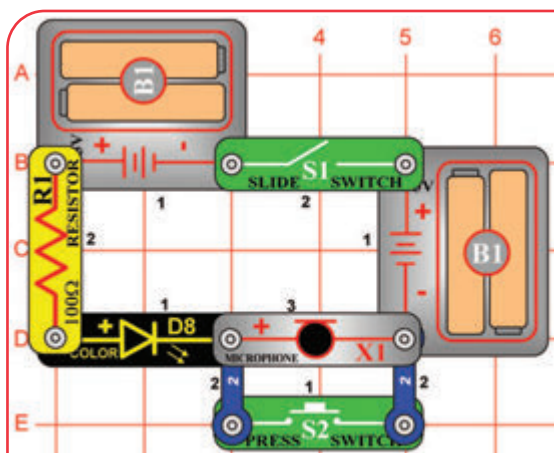 4 5 6
A
B1
+ -
V
B
S1
SLIDE SWITCH
V
R1
RESISTOR
100Ω
1
2
+
B1
-
C
2
1
1
3
D
+ D8
COLOR
+
X1
MICROPHONE
2
2
1
2
2
E
S2
PRESS SWITCH